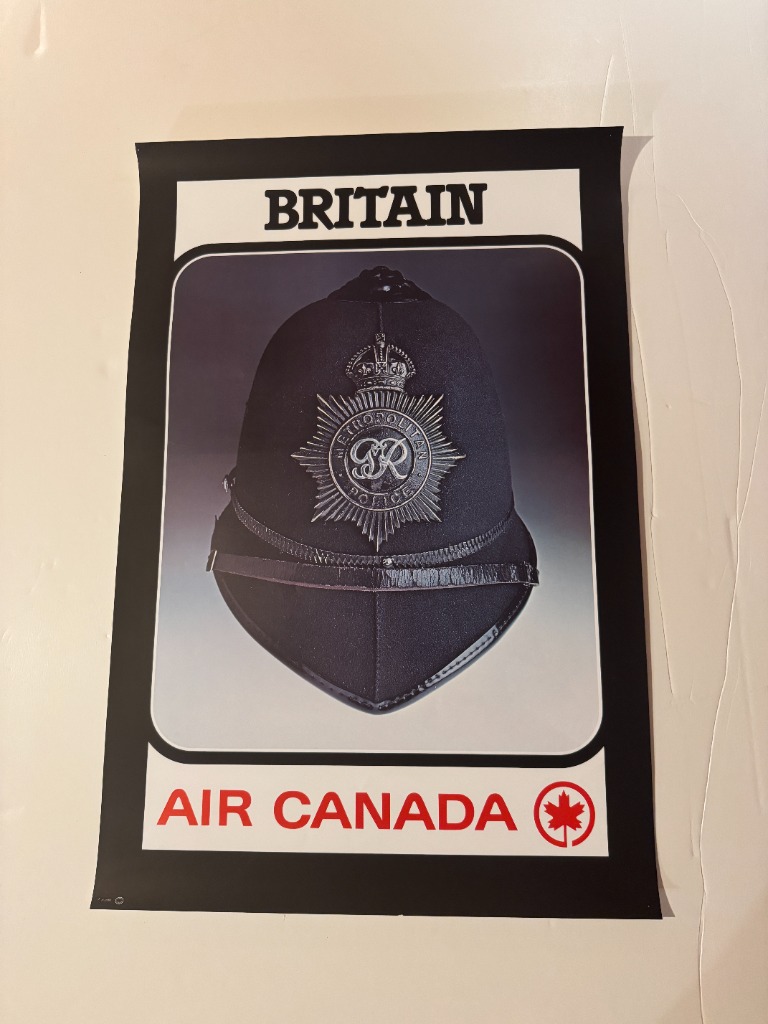 BRITAIN
METROPOLITAN
GR
POLICE
AIR CANADA